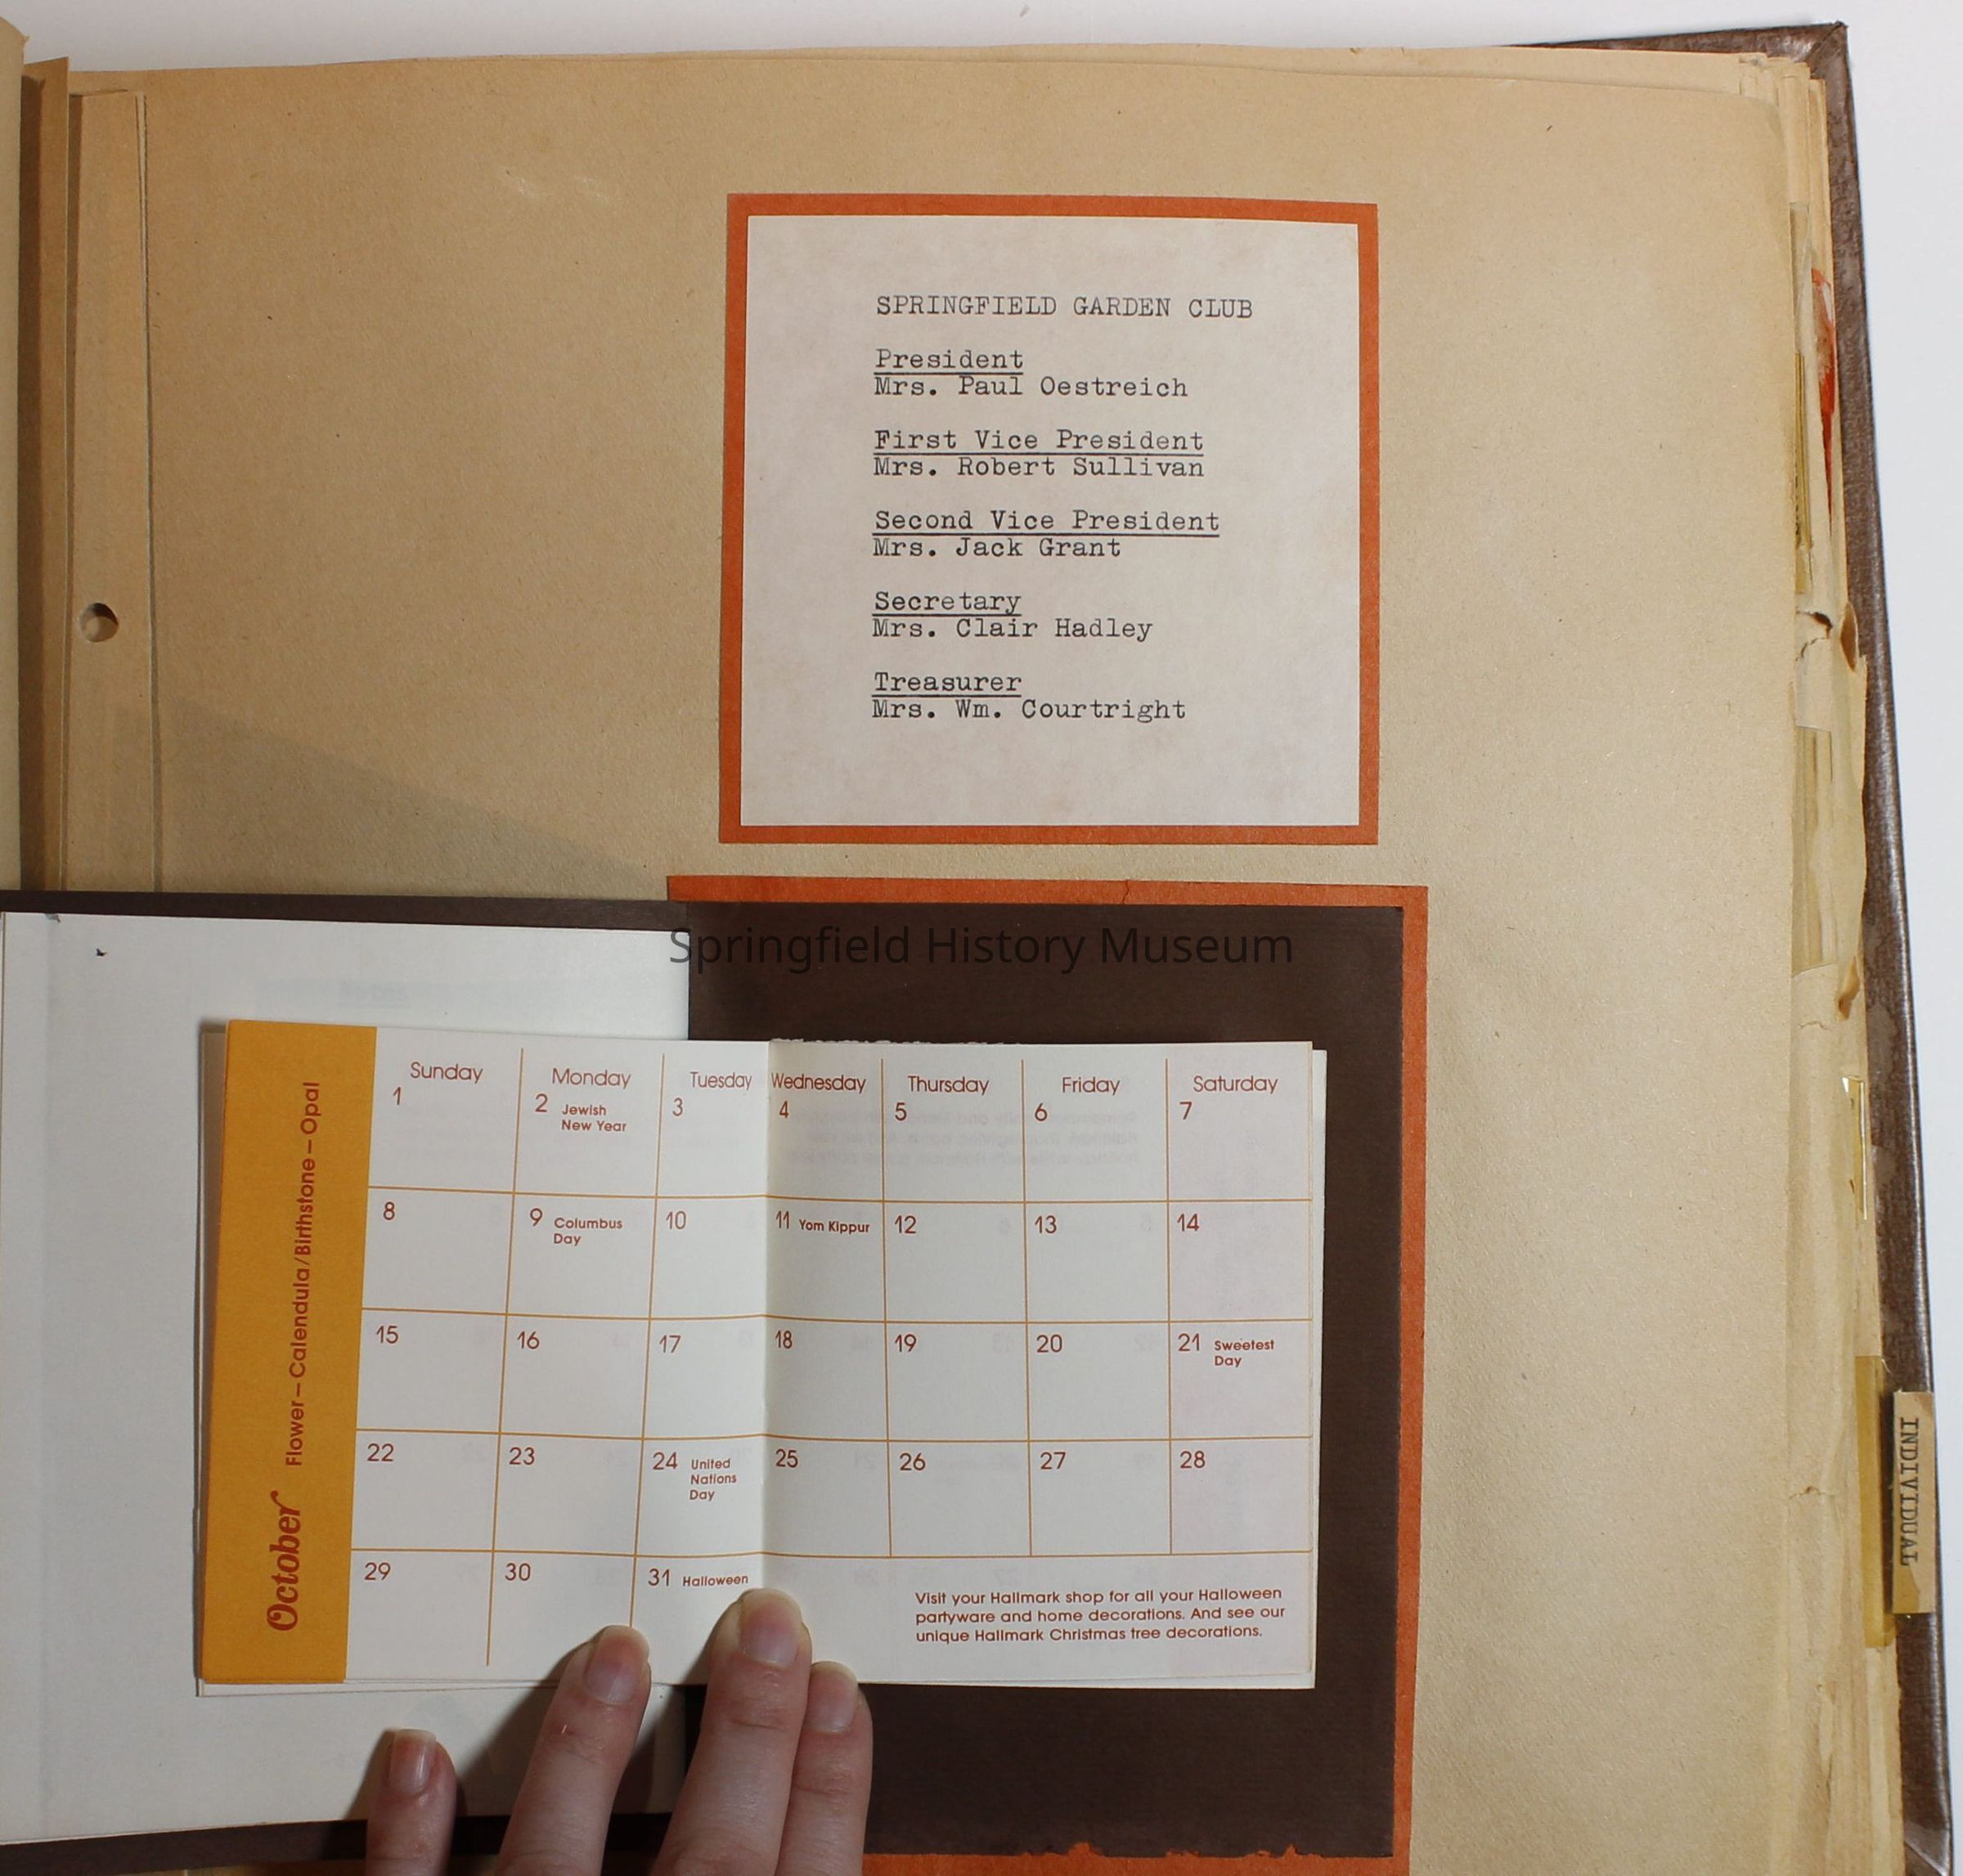 SPRINGFIELD GARDEN CLUB
President
Mrs. Paul Oestreich
First Vice President
Mrs. Robert Sullivan
Second Vice President
Mrs. Jack Grant
Secretary
Mrs. Clair Hadley
Treasurer
Mrs. Wm. Courtright
Springfield History Museum
October Flower – Calendula/Birthstone – Opal
Sunday Monday Tuesday Wednesday Thursday Friday Saturday
1 2 Jewish New Year 3 4 5 6 7
8 9 Columbus Day 10 11 Yom Kippur 12 13 14
15 16 17 18 19 20 21 Sweetest Day
22 23 24 United Nations Day 25 26 27 28
29 30 31 Halloween
Visit your Hallmark shop for all your Halloween
partyware and home decorations. And see our
unique Hallmark Christmas tree decorations.
INDIVIDUAL